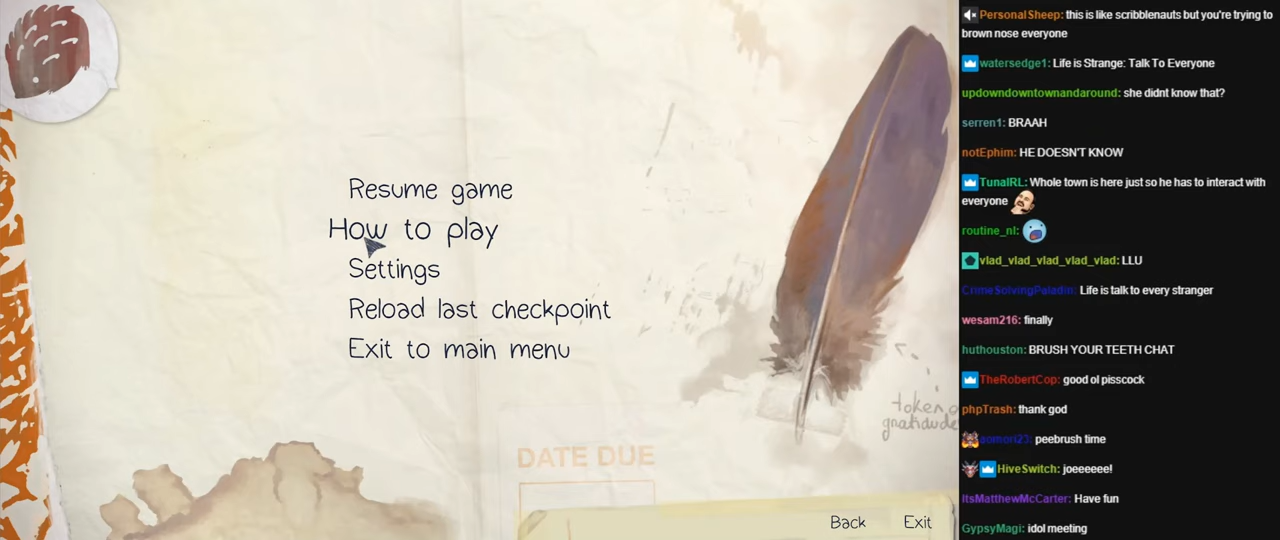 Resume game
How to play
Settings
Reload last checkpoint
Exit to main menu
token o
gratidude
DATE DUE
Back
Exit
PersonalSheep: this is like scribblenauts but you're trying to
brown nose everyone
watersedge1: Life is Strange: Talk To Everyone
updowndowntownandaround: she didnt know that?
serren1: BRAAH
notEphim: HE DOESN'T KNOW
TunaIRL: Whole town is here just so he has to interact with
everyone
routine_nl:
vlad_vlad_vlad_vlad_vlad: LLU
CrimeSolvingPaladin: Life is talk to every stranger
wesam216: finally
huthouston: BRUSH YOUR TEETH CHAT
TheRobertCop: good ol pisscock
phpTrash: thank god
aomori23: peebrush time
HiveSwitch: joeeeeee!
ItsMatthewMcCarter: Have fun
GypsyMagi: idol meeting